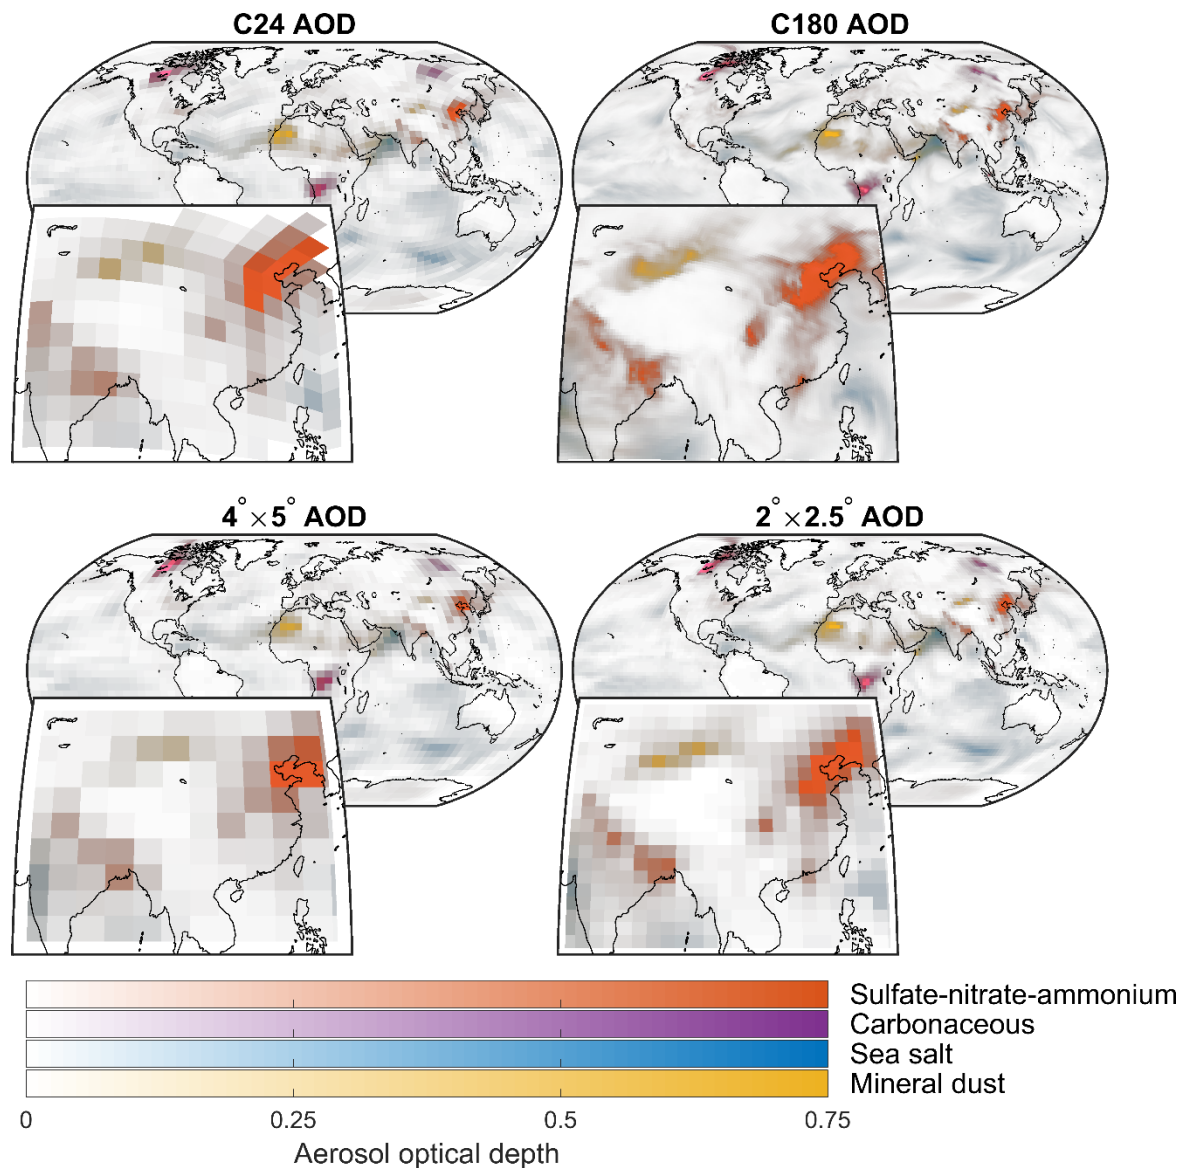 C24 AOD
C180 AOD
4°×5° AOD
2°×2.5° AOD
Sulfate-nitrate-ammonium
Carbonaceous
Sea salt
Mineral dust
0 0.25 0.5 0.75
Aerosol optical depth